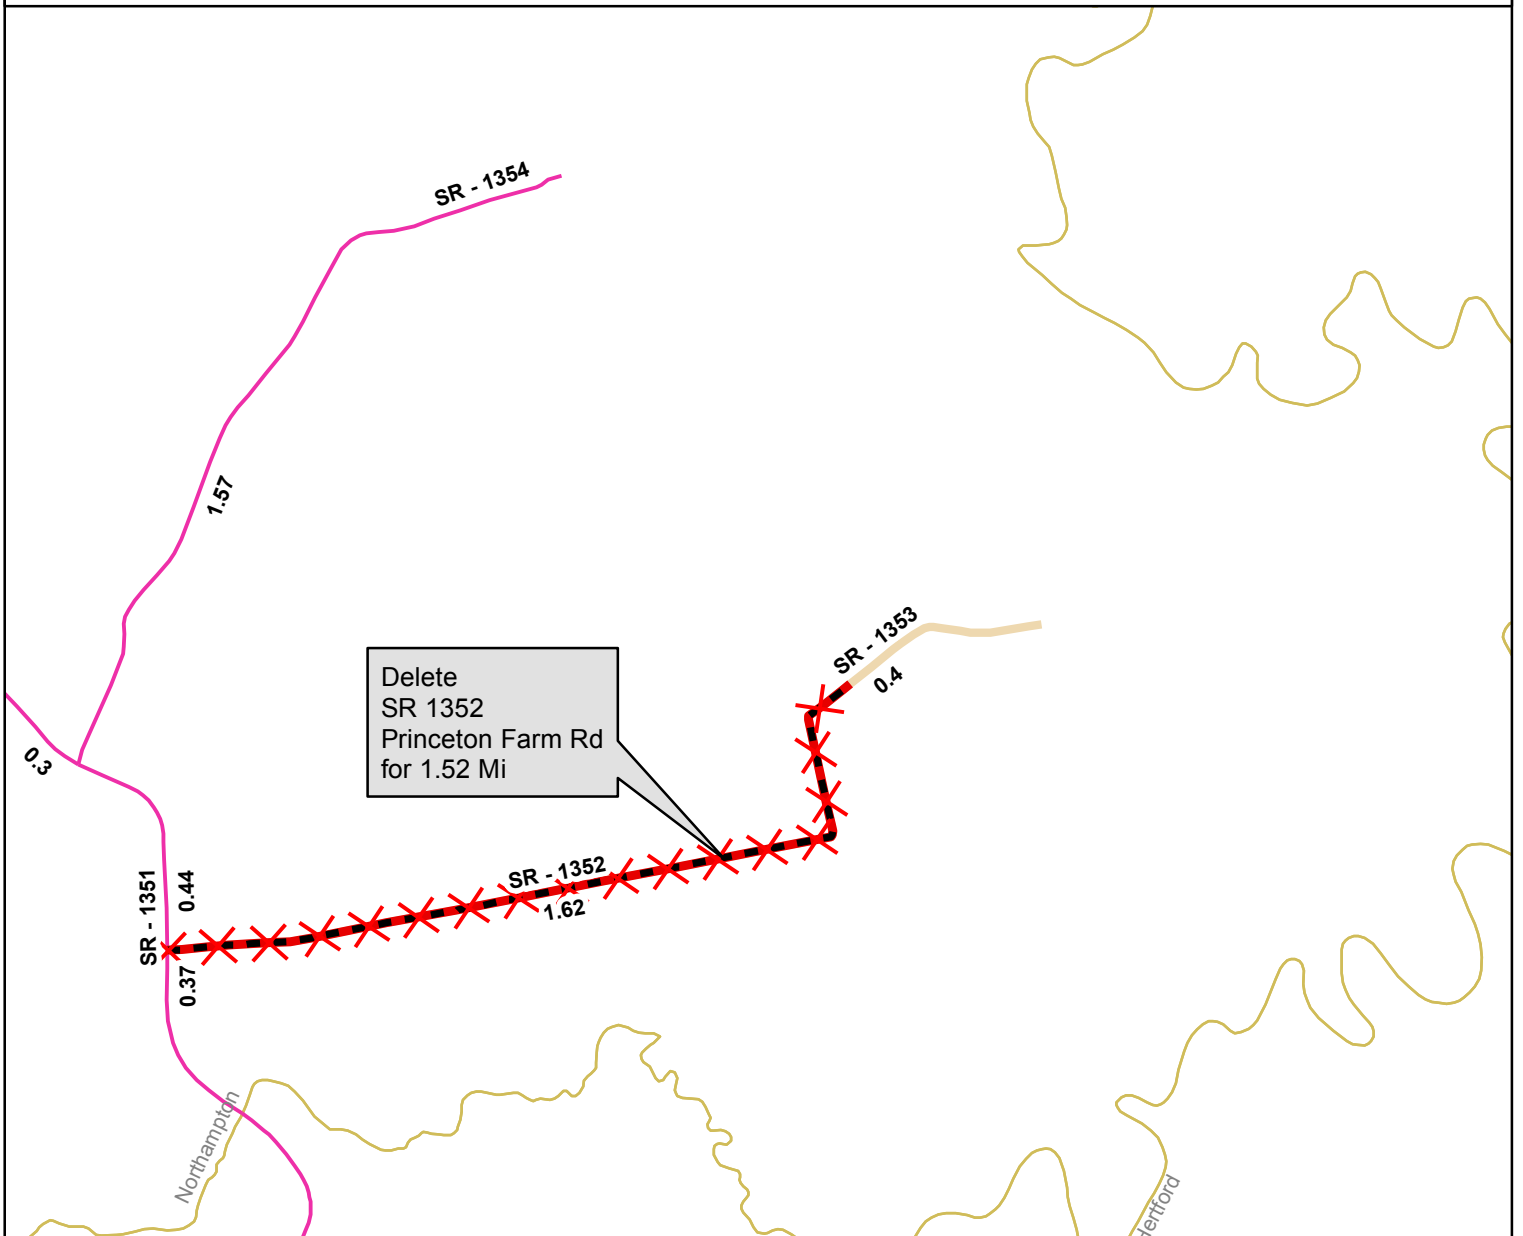 SR - 1354
1.57
SR - 1353
0.4
Delete
SR 1352
Princeton Farm Rd
for 1.52 Mi
0.3
SR - 1352
1.62
SR - 1351
0.44
0.37
Northampton
Hertford